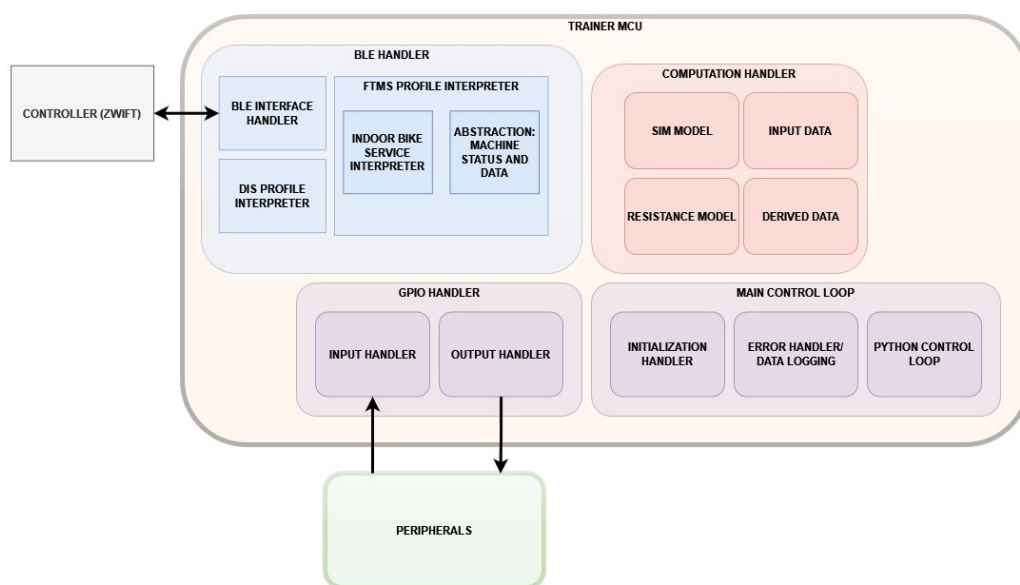 TRAINER MCU
BLE HANDLER
CONTROLLER (ZWIFT)
BLE INTERFACE
HANDLER
DIS PROFILE
INTERPRETER
FTMS PROFILE INTERPRETER
INDOOR BIKE
SERVICE
INTERPRETER
ABSTRACTION:
MACHINE
STATUS AND
DATA
COMPUTATION HANDLER
SIM MODEL
INPUT DATA
RESISTANCE MODEL
DERIVED DATA
GPIO HANDLER
INPUT HANDLER
OUTPUT HANDLER
MAIN CONTROL LOOP
INITIALIZATION
HANDLER
ERROR HANDLER/
DATA LOGGING
PYTHON CONTROL
LOOP
PERIPHERALS